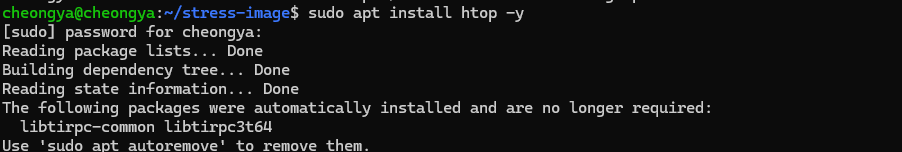 cheongya@cheongya:~/stress-image$ sudo apt install htop -y
[sudo] password for cheongya:
Reading package lists... Done
Building dependency tree... Done
Reading state information... Done
The following packages were automatically installed and are no longer required:
  libtirpc-common libtirpc3t64
Use 'sudo apt autoremove' to remove them.